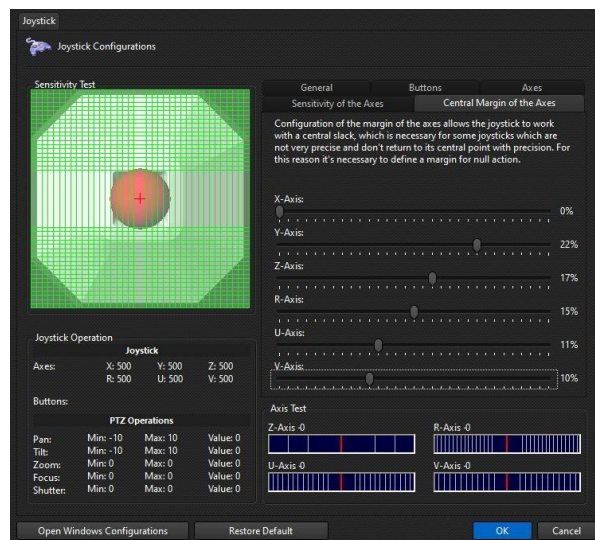 Joystick
Joystick Configurations
Sensitivity Test
General
Buttons
Axes
Sensitivity of the Axes
Central Margin of the Axes
Configuration of the margin of the axes allows the joystick to work
with a central slack, which is necessary for some joysticks which are
not very precise and don't return to its central point with precision. For
this reason it's necessary to define a margin for null action.
X-Axis:
0%
Y-Axis:
22%
Z-Axis:
17%
R-Axis:
15%
U-Axis:
11%
V-Axis:
10%
Joystick Operation
Joystick
Axes: X: 500 Y: 500 Z: 500
R: 500 U: 500 V: 500
Buttons:
PTZ Operations
Pan: Min: -10 Max: 10 Value: 0
Tilt: Min: -10 Max: 10 Value: 0
Zoom: Min: 0 Max: 0 Value: 0
Focus: Min: 0 Max: 0 Value: 0
Shutter: Min: 0 Max: 0 Value: 0
Axis Test
Z-Axis -0
R-Axis -0
U-Axis -0
V-Axis -0
Open Windows Configurations
Restore Default
OK
Cancel